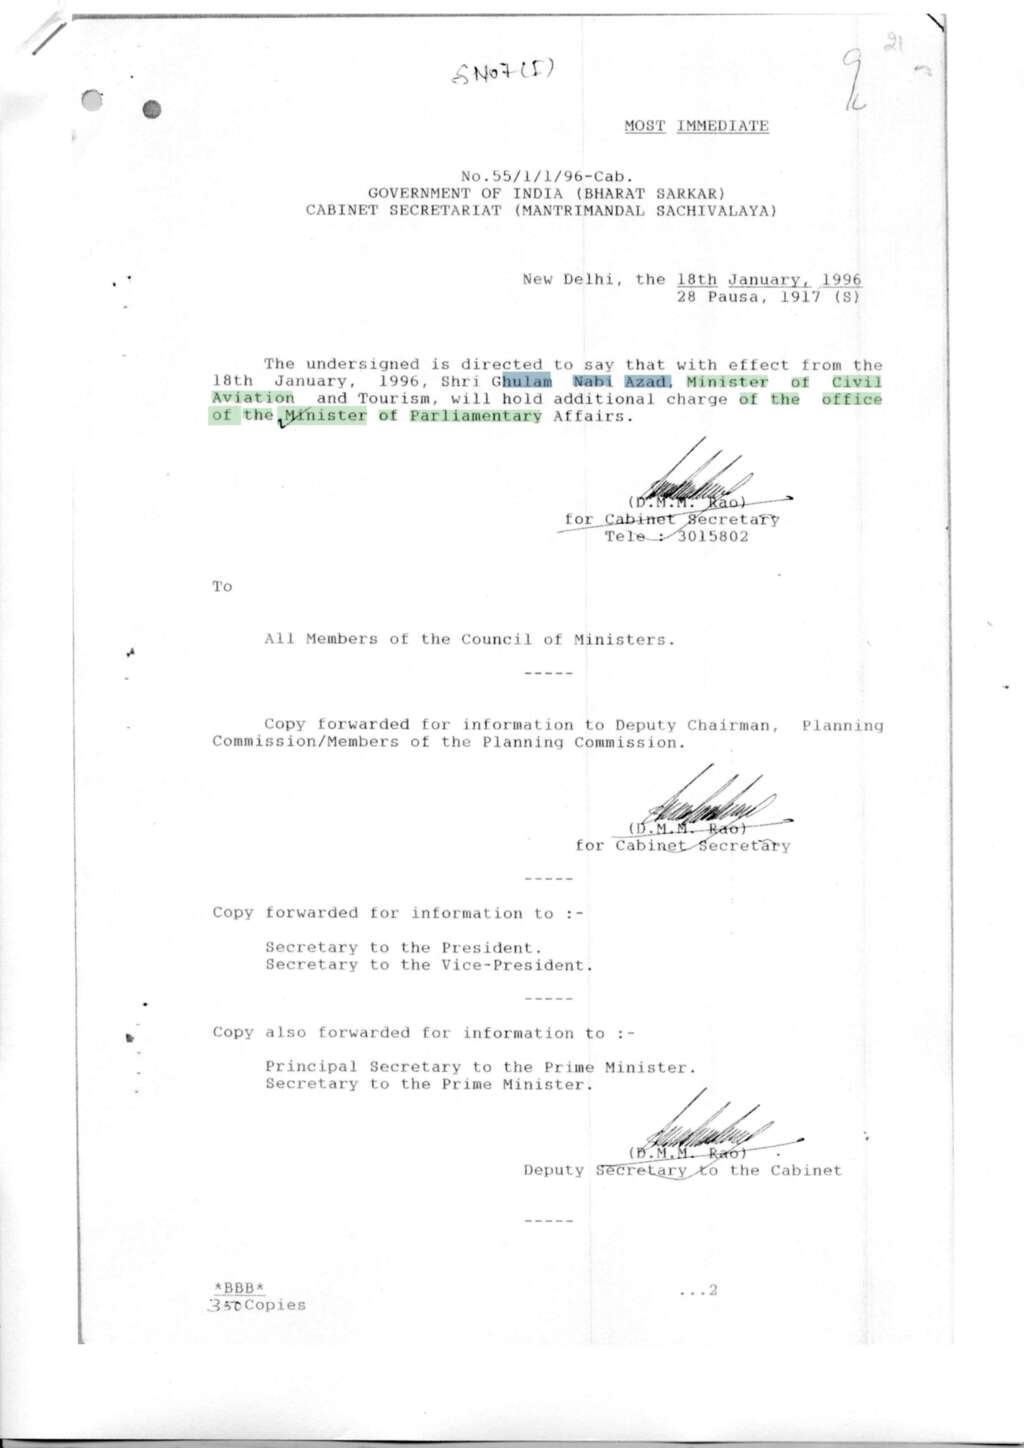 SNo7(I)
21
MOST IMMEDIATE
No.55/1/1/96-Cab.
GOVERNMENT OF INDIA (BHARAT SARKAR)
CABINET SECRETARIAT (MANTRIMANDAL SACHIVALAYA)
New Delhi, the 18th January, 1996
28 Pausa, 1917 (S)
The undersigned is directed to say that with effect from the
18th January, 1996, Shri Ghulam Nabi Azad, Minister of Civil
Aviation and Tourism, will hold additional charge of the office
of the Minister of Parliamentary Affairs.
(D.M.M. Rao)
for Cabinet Secretary
Tele : 3015802
To
All Members of the Council of Ministers.
-----
Copy forwarded for information to Deputy Chairman, Planning
Commission/Members of the Planning Commission.
(D.M.M. Rao)
for Cabinet Secretary
-----
Copy forwarded for information to :-
Secretary to the President.
Secretary to the Vice-President.
-----
Copy also forwarded for information to :-
Principal Secretary to the Prime Minister.
Secretary to the Prime Minister.
(D.M.M. Rao)
Deputy Secretary to the Cabinet
-----
*BBB*
350 Copies
...2